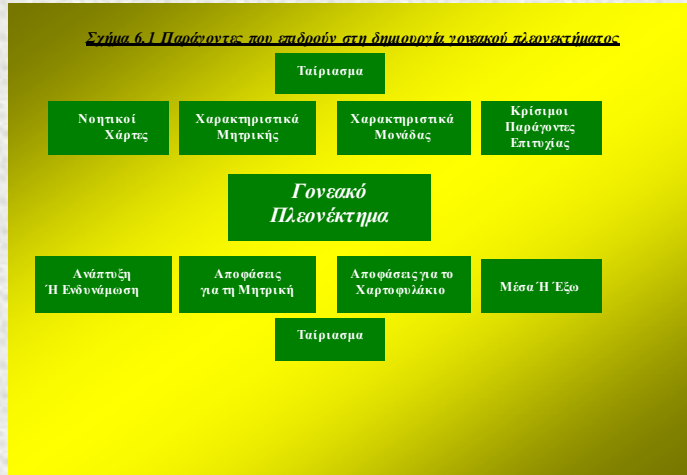 Σχήμα 6.1 Παράγοντες που επιδρούν στη δημιουργία γονεακού πλεονεκτήματος
Ταίριασμα
Νοητικοί
Χάρτες
Χαρακτηριστικά
Μητρικής
Χαρακτηριστικά
Μονάδας
Κρίσιμοι
Παράγοντες
Επιτυχίας
Γονεακό
Πλεονέκτημα
Ανάπτυξη
Ή Ενδυνάμωση
Αποφάσεις
για τη Μητρική
Αποφάσεις για το
Χαρτοφυλάκιο
Μέσα Ή Έξω
Ταίριασμα